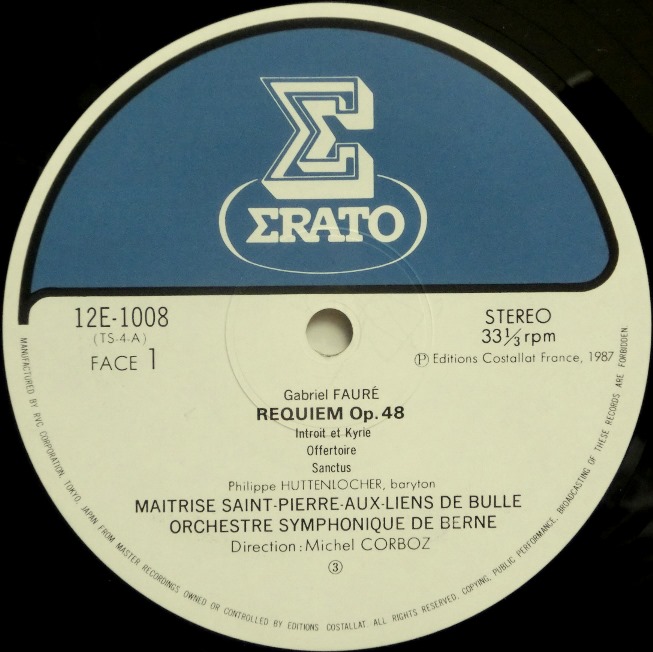 ΣRATO
12E-1008
(TS-4-A)
FACE 1
STEREO
33⅓ rpm
Ⓟ Editions Costallat France, 1987
Gabriel FAURÉ
REQUIEM Op. 48
Introit et Kyrie
Offertoire
Sanctus
Philippe HUTTENLOCHER, baryton
MAITRISE SAINT-PIERRE-AUX-LIENS DE BULLE
ORCHESTRE SYMPHONIQUE DE BERNE
Direction: Michel CORBOZ
③
MANUFACTURED BY RVC CORPORATION, TOKYO, JAPAN FROM MASTER RECORDINGS OWNED OR CONTROLLED BY EDITIONS COSTALLAT. ALL RIGHTS RESERVED, COPYING, PUBLIC PERFORMANCE, BROADCASTING OF THESE RECORDS ARE FORBIDDEN.